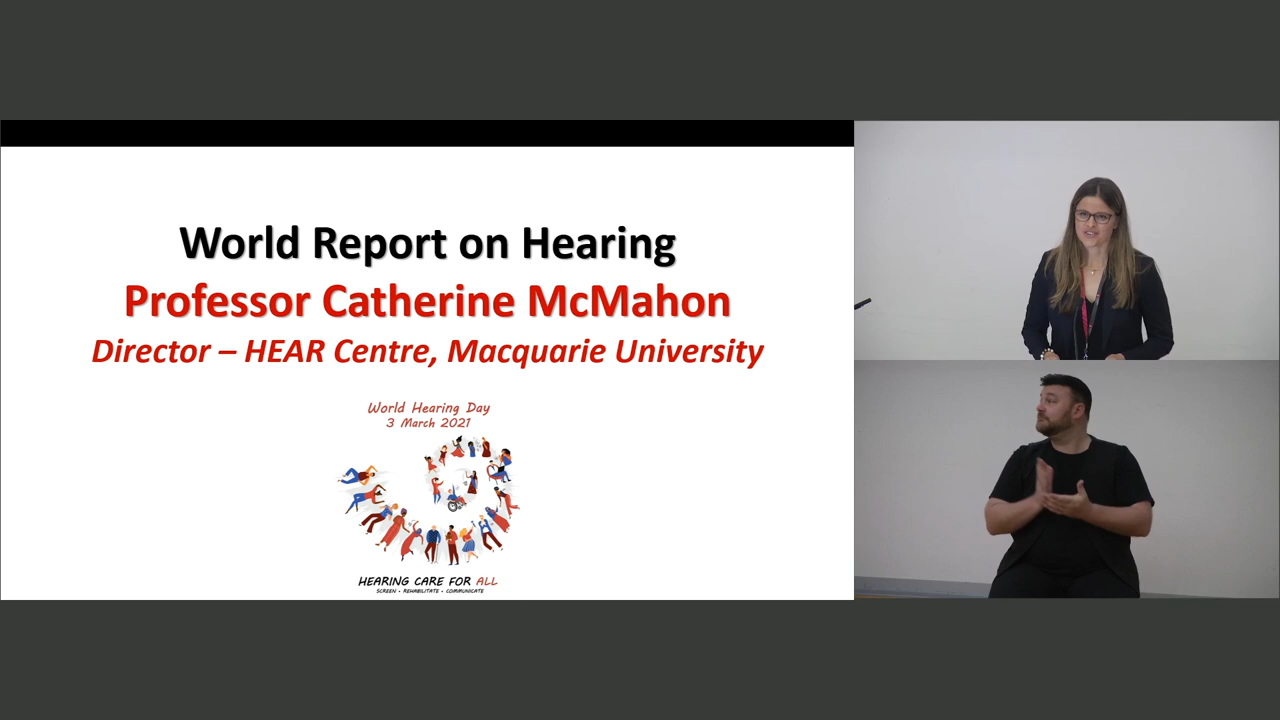 World Report on Hearing
Professor Catherine McMahon
Director – HEAR Centre, Macquarie University
World Hearing Day
3 March 2021
HEARING CARE FOR ALL
SCREEN • REHABILITATE • COMMUNICATE